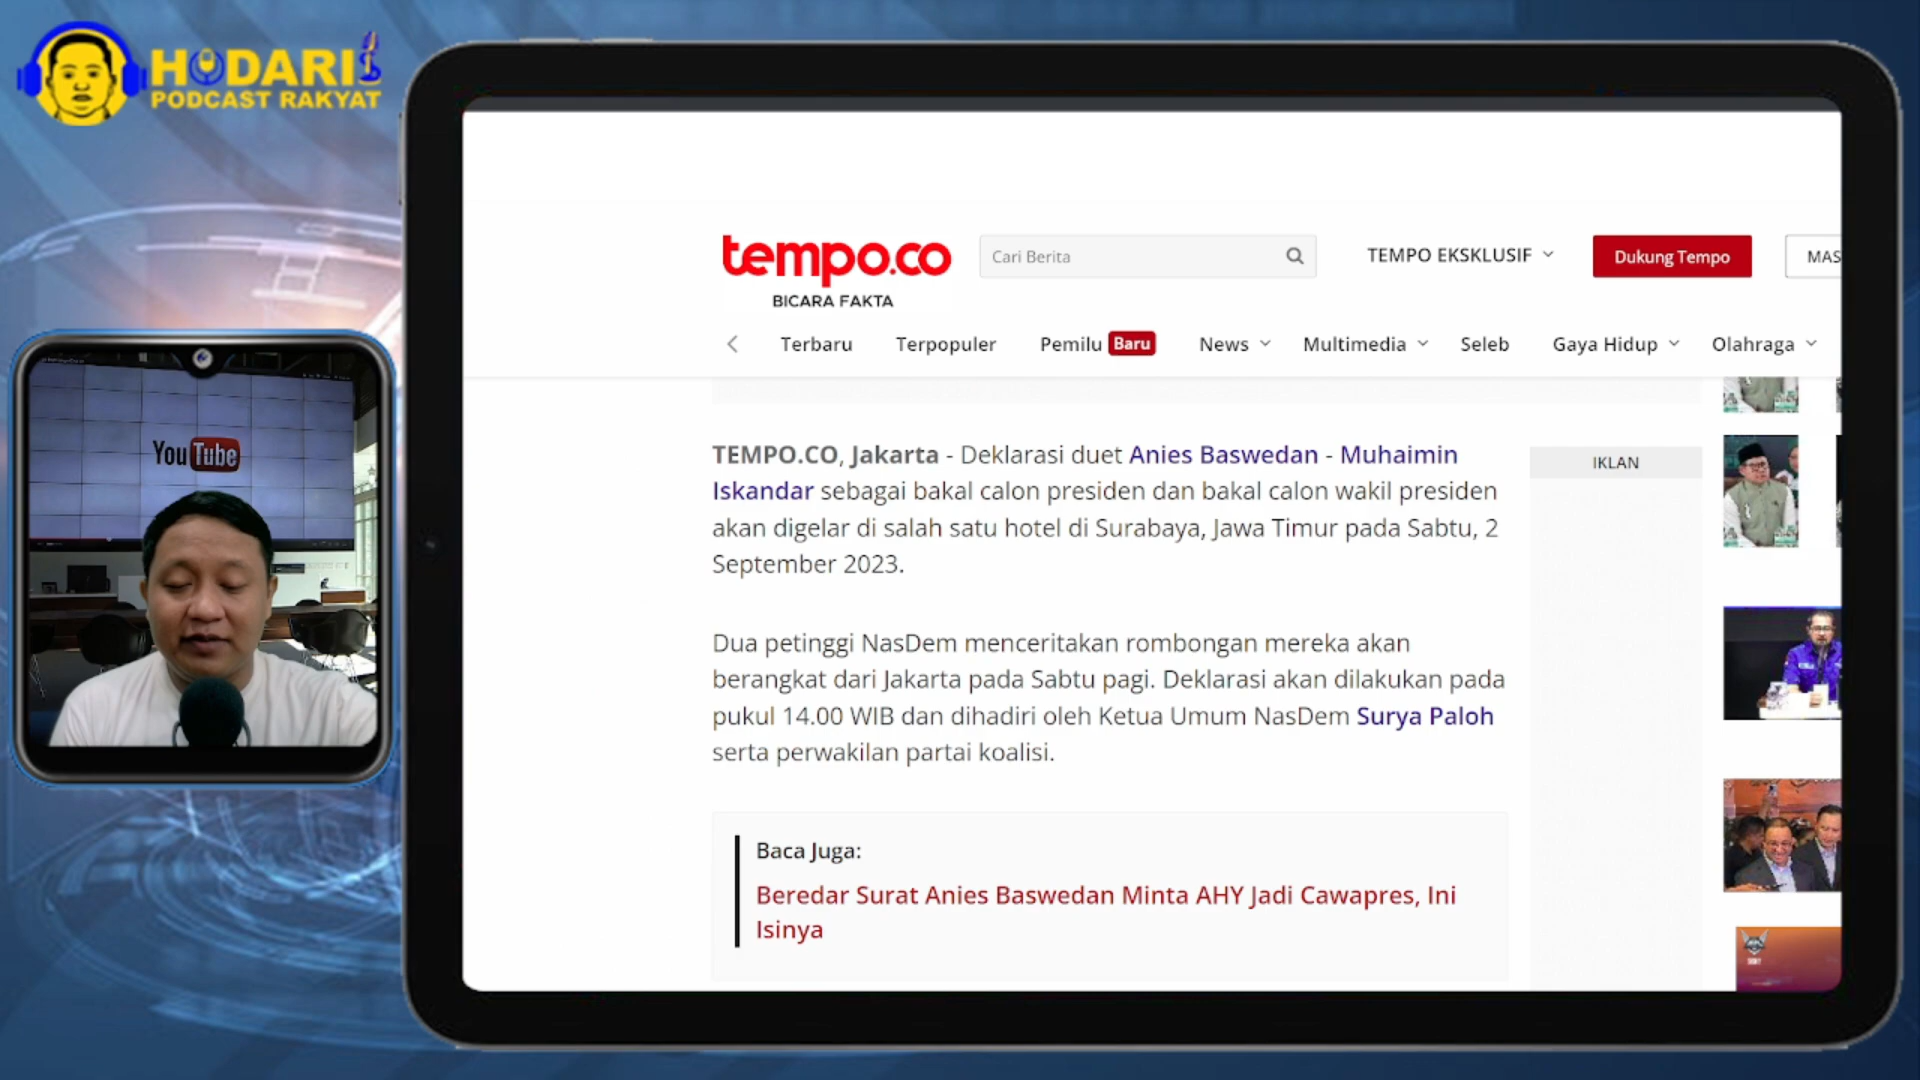 HODARI
PODCAST RAKYAT
YouTube
tempo.co
BICARA FAKTA
Cari Berita
TEMPO EKSKLUSIF
Dukung Tempo
MAS
Terbaru
Terpopuler
Pemilu Baru
News
Multimedia
Seleb
Gaya Hidup
Olahraga
TEMPO.CO, Jakarta - Deklarasi duet Anies Baswedan - Muhaimin
Iskandar sebagai bakal calon presiden dan bakal calon wakil presiden
akan digelar di salah satu hotel di Surabaya, Jawa Timur pada Sabtu, 2
September 2023.
Dua petinggi NasDem menceritakan rombongan mereka akan
berangkat dari Jakarta pada Sabtu pagi. Deklarasi akan dilakukan pada
pukul 14.00 WIB dan dihadiri oleh Ketua Umum NasDem Surya Paloh
serta perwakilan partai koalisi.
Baca Juga:
Beredar Surat Anies Baswedan Minta AHY Jadi Cawapres, Ini
Isinya
IKLAN